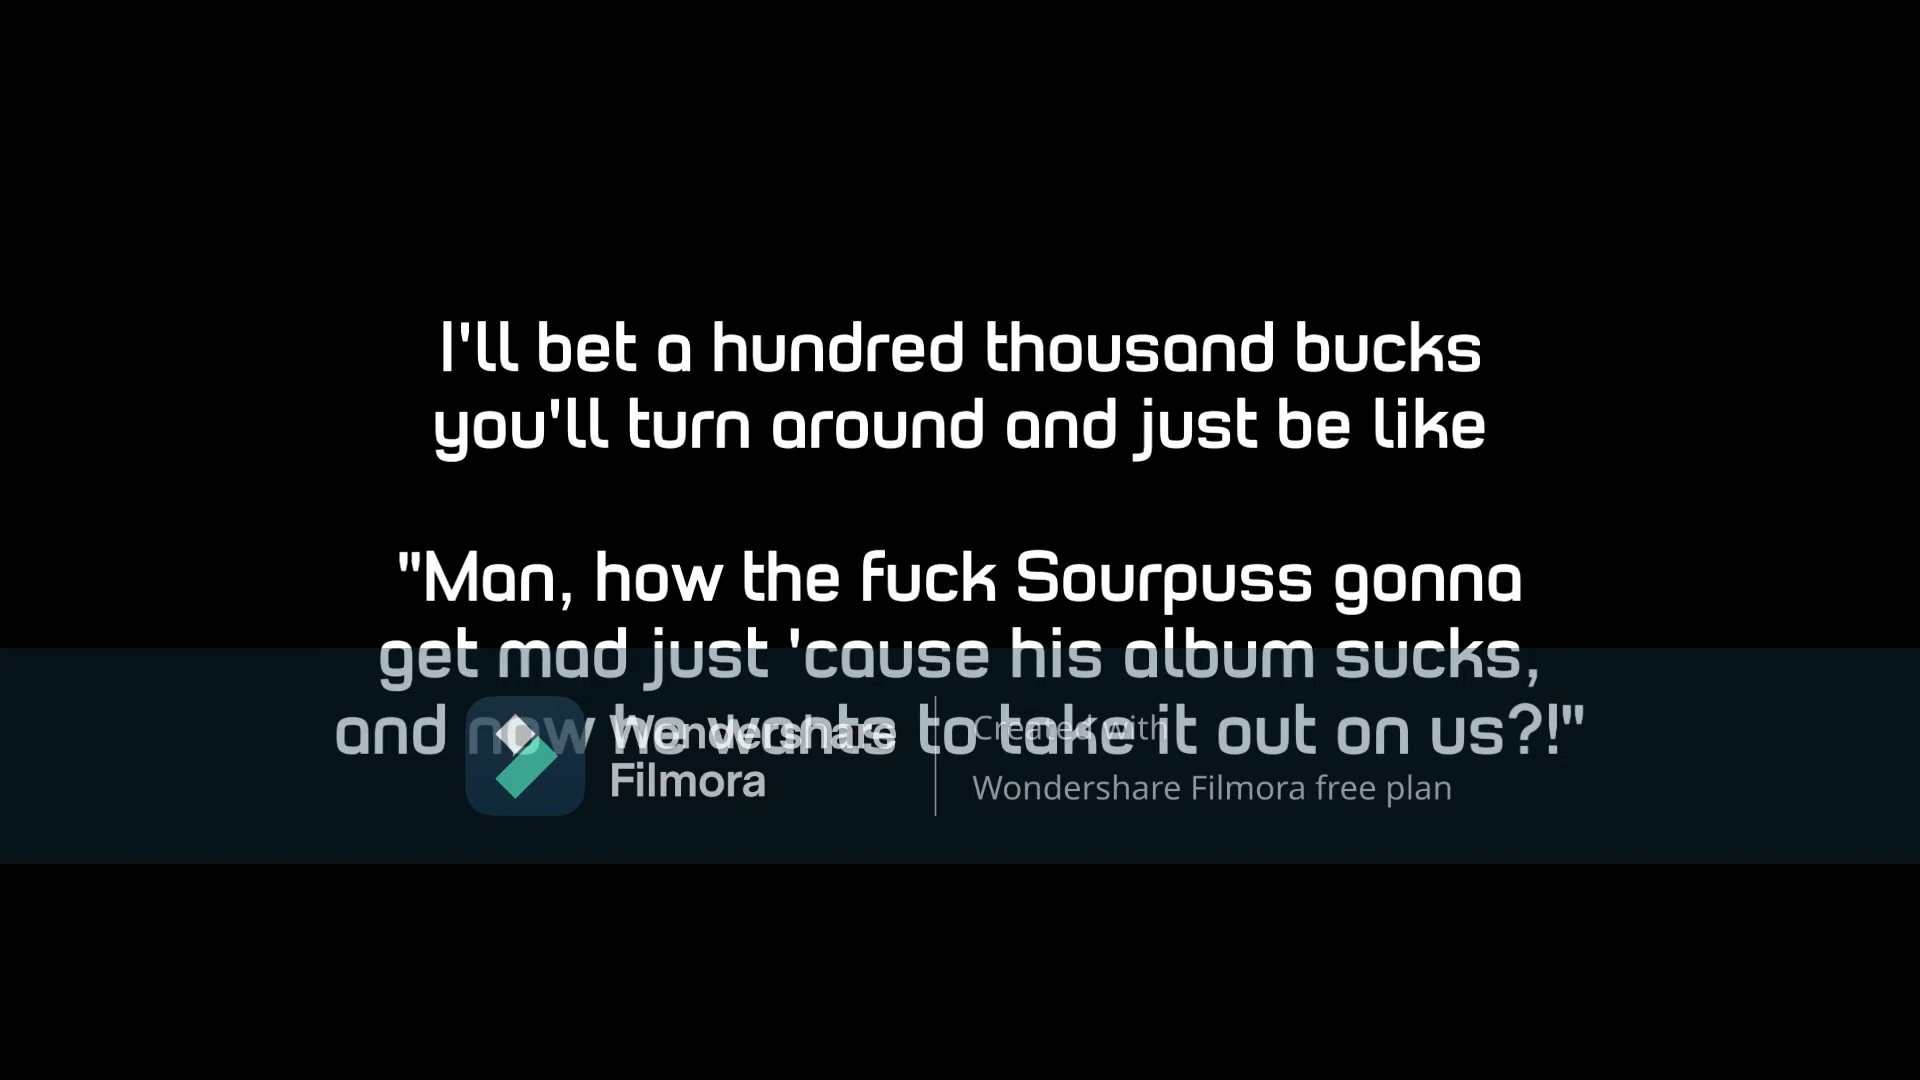 I'll bet a hundred thousand bucks
you'll turn around and just be like
"Man, how the fuck Sourpuss gonna
get mad just 'cause his album sucks,
and now he wants to take it out on us?!"
Wondershare
Filmora
Created with
Wondershare Filmora free plan